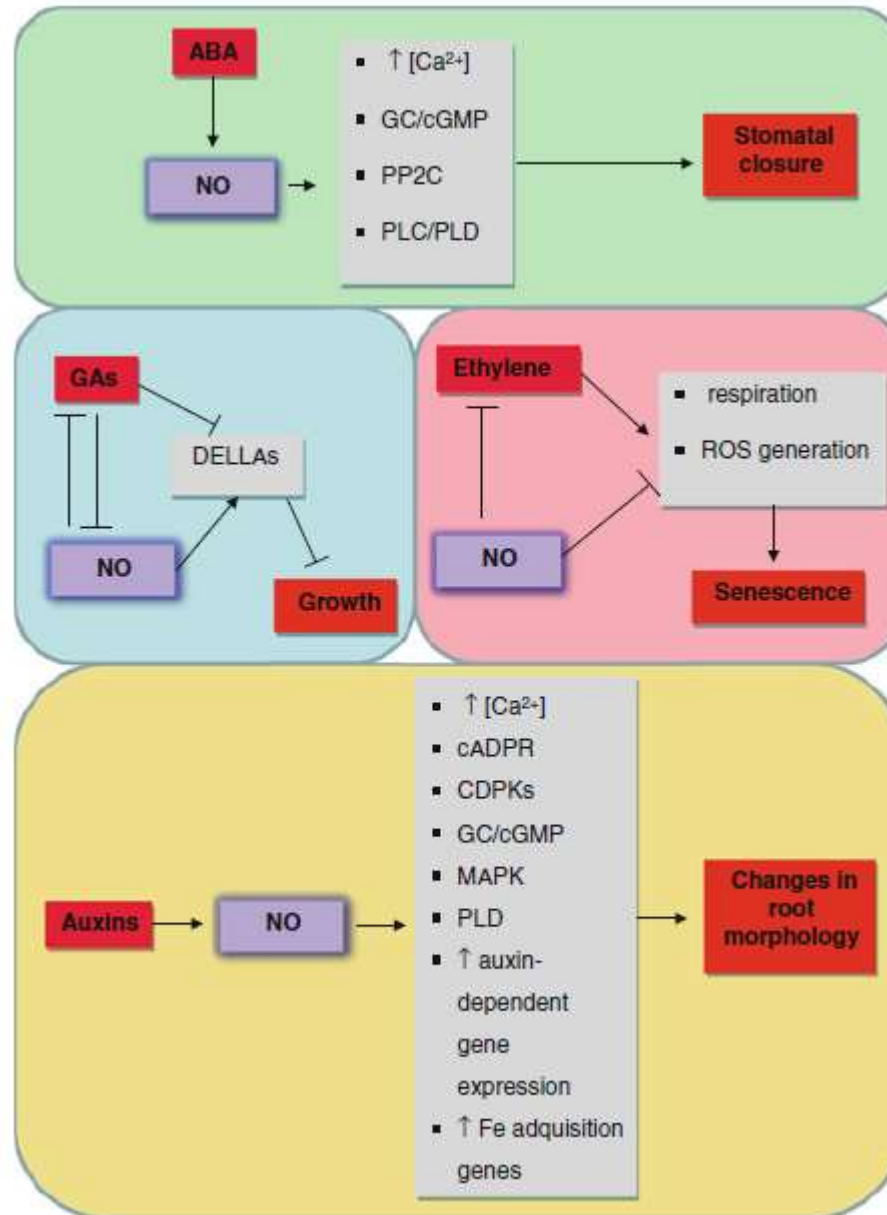 ABA
NO
▪ ↑ [Ca²⁺]
▪ GC/cGMP
▪ PP2C
▪ PLC/PLD
Stomatal
closure
GAs
DELLAs
NO
Growth
Ethylene
NO
▪ respiration
▪ ROS generation
Senescence
Auxins
NO
▪ ↑ [Ca²⁺]
▪ cADPR
▪ CDPKs
▪ GC/cGMP
▪ MAPK
▪ PLD
▪ ↑ auxin-
dependent
gene
expression
▪ ↑ Fe adquisition
genes
Changes in
root
morphology